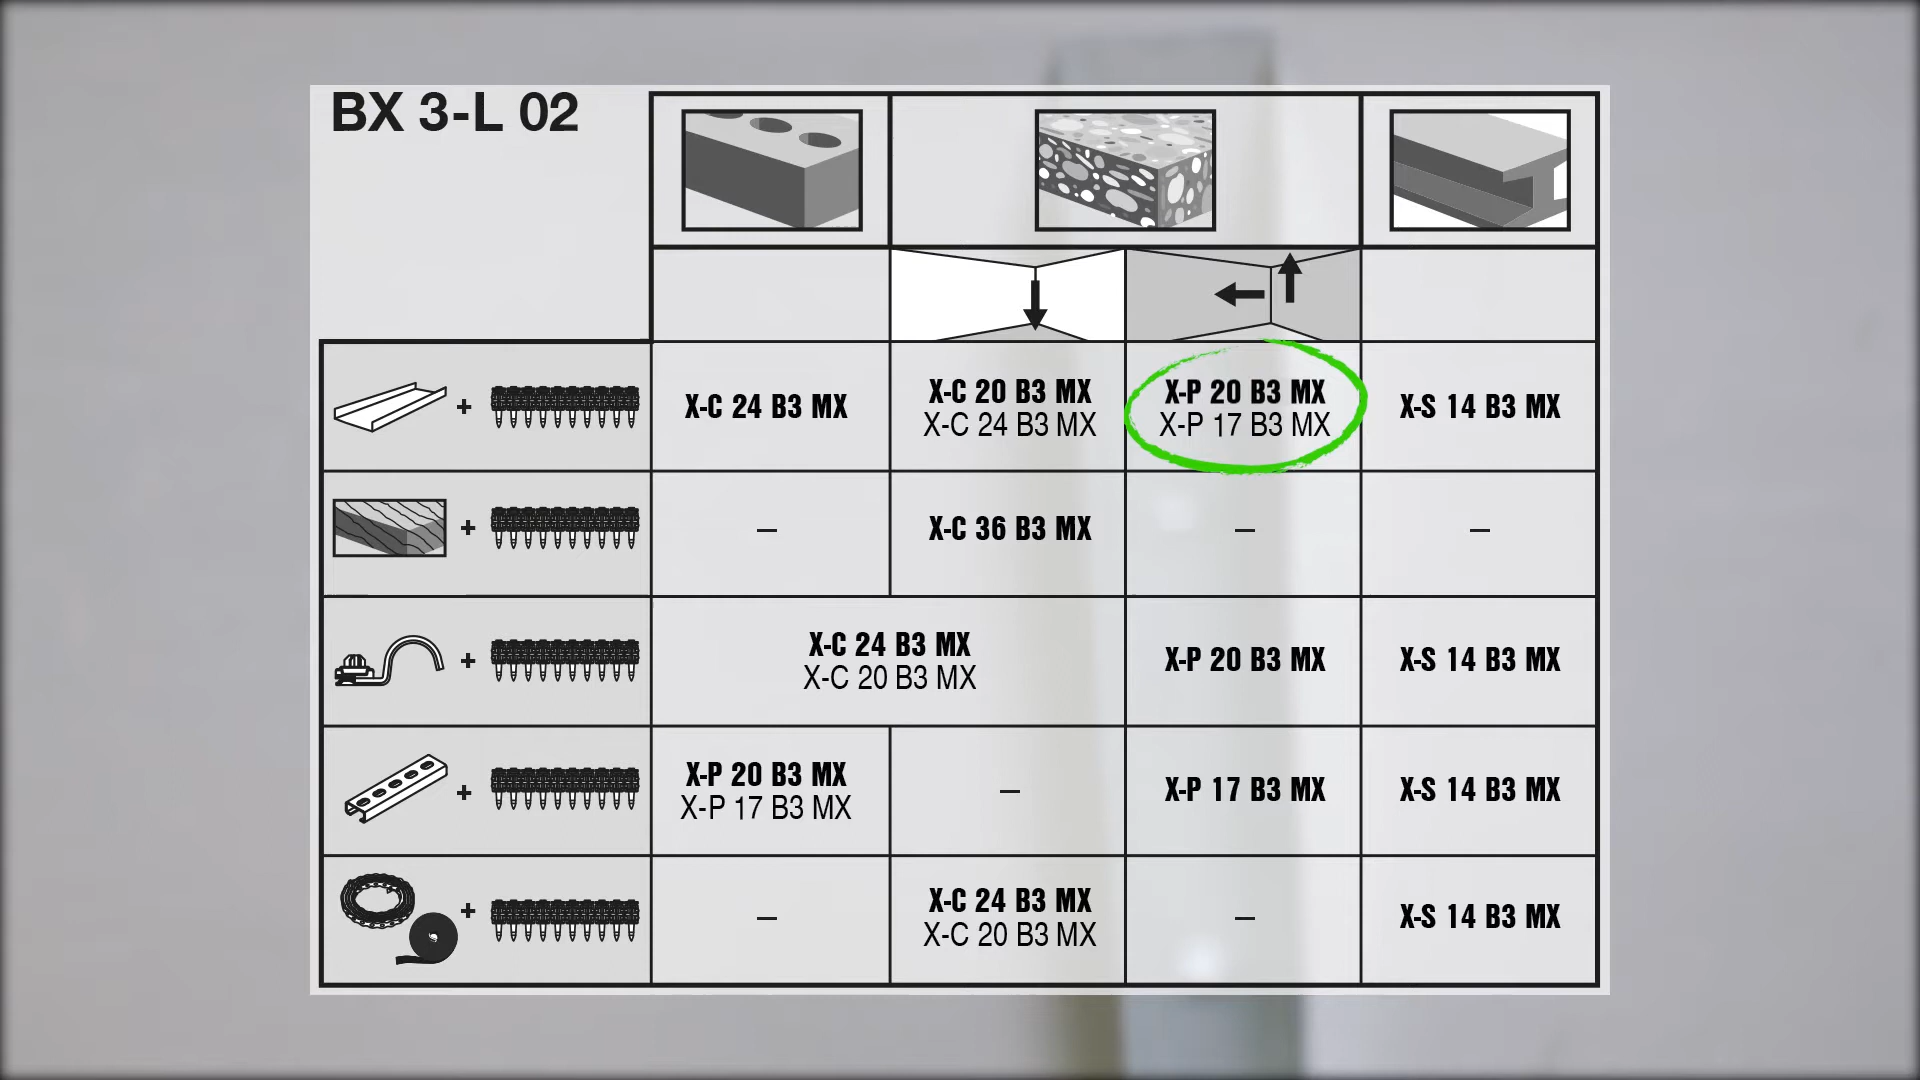 BX 3-L 02
+
X-C 24 B3 MX
X-C 20 B3 MX
X-C 24 B3 MX
X-P 20 B3 MX
X-P 17 B3 MX
X-S 14 B3 MX
+
–
X-C 36 B3 MX
–
–
+
X-C 24 B3 MX
X-C 20 B3 MX
X-P 20 B3 MX
X-S 14 B3 MX
+
X-P 20 B3 MX
X-P 17 B3 MX
–
X-P 17 B3 MX
X-S 14 B3 MX
+
–
X-C 24 B3 MX
X-C 20 B3 MX
–
X-S 14 B3 MX